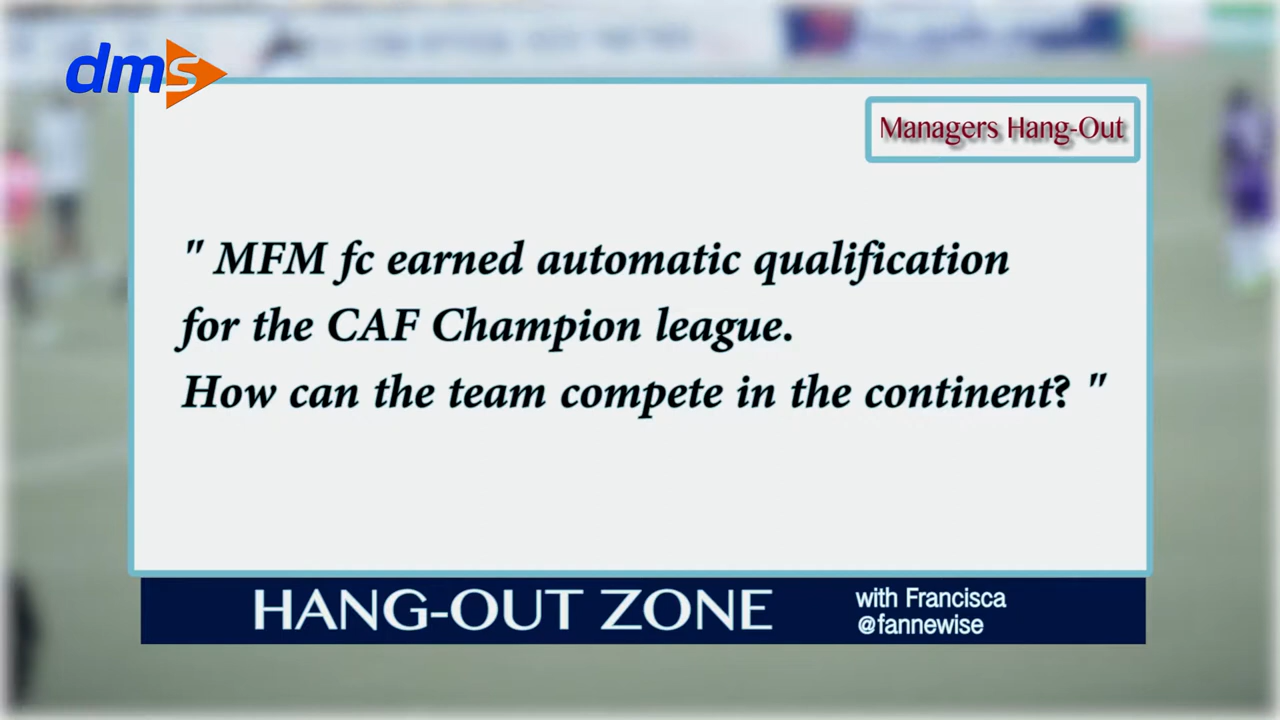 dms
Managers Hang-Out
" MFM fc earned automatic qualification
for the CAF Champion league.
How can the team compete in the continent? "
HANG-OUT ZONE
with Francisca
@fannewise